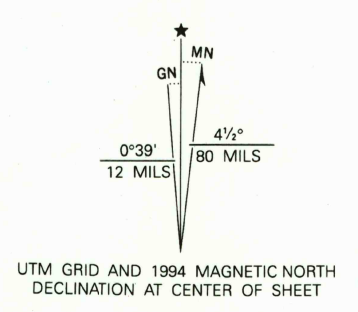 MN
GN
0°39'
12 MILS
4½°
80 MILS
UTM GRID AND 1994 MAGNETIC NORTH
DECLINATION AT CENTER OF SHEET